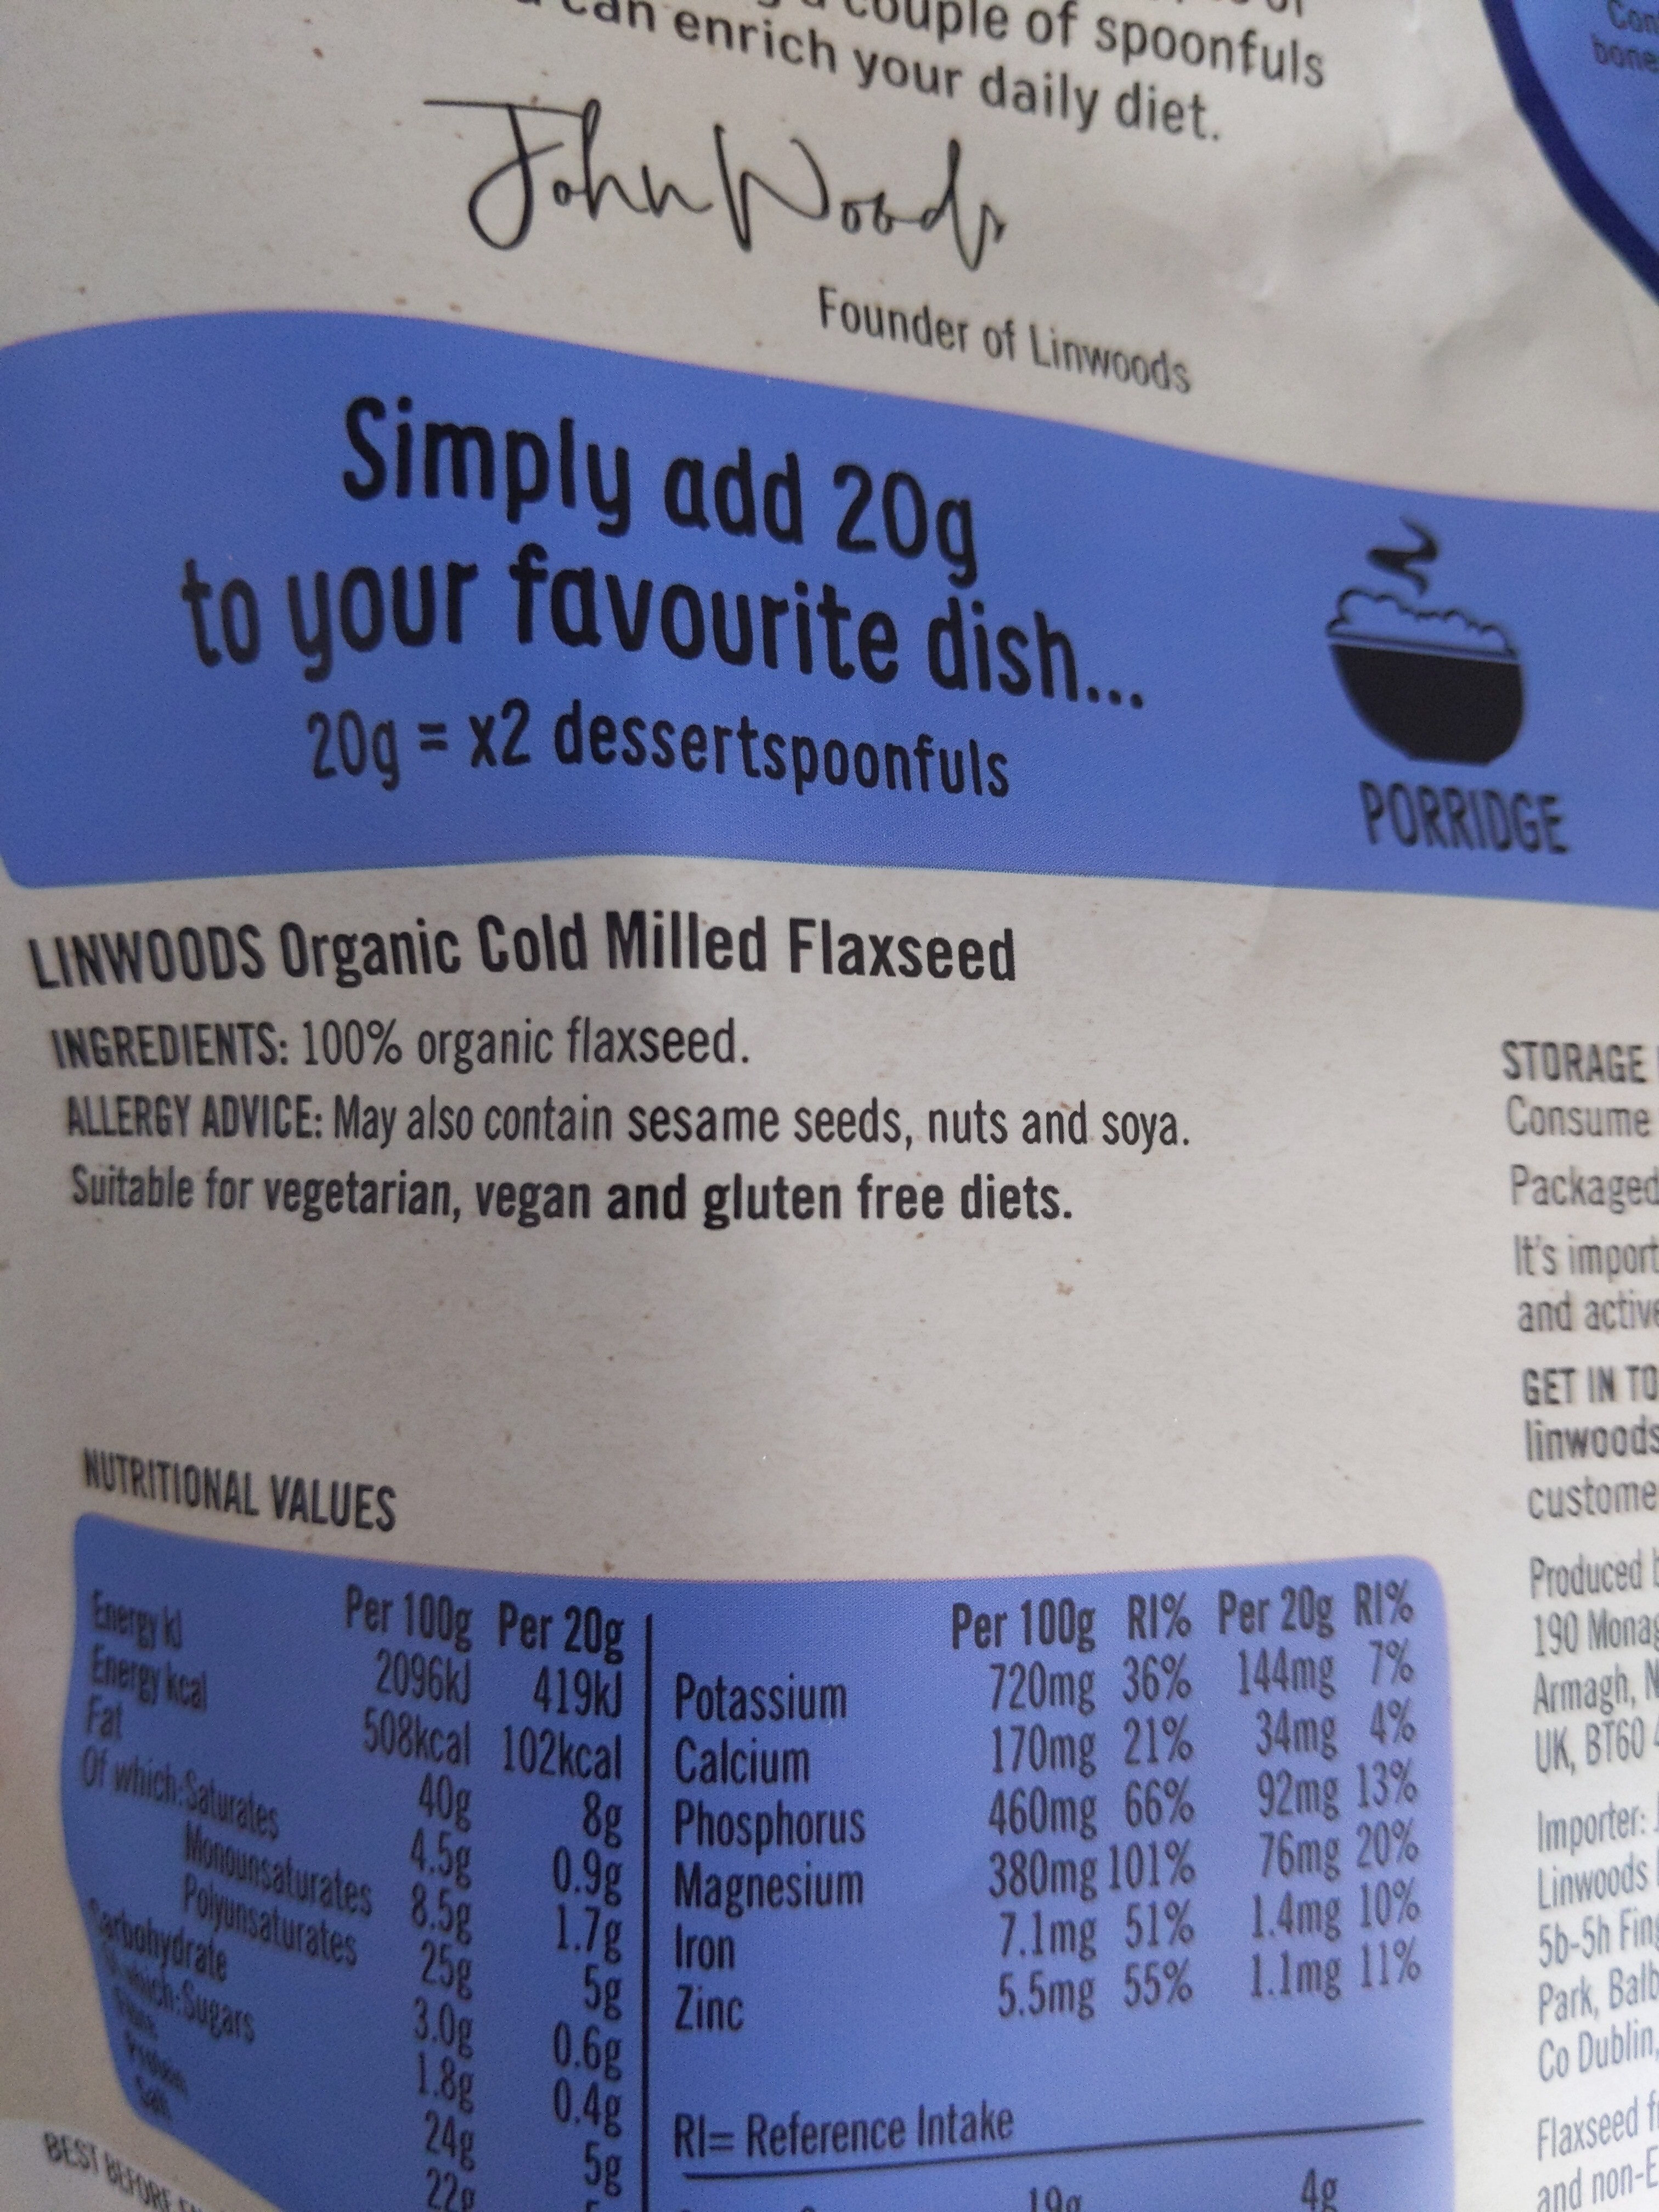 couple of spoonfuls
can enrich your daily diet.
John Woods
Founder of Linwoods
Simply add 20g
to your favourite dish...
20g = x2 dessertspoonfuls
PORRIDGE
LINWOODS Organic Cold Milled Flaxseed
INGREDIENTS: 100% organic flaxseed.
ALLERGY ADVICE: May also contain sesame seeds, nuts and soya.
Suitable for vegetarian, vegan and gluten free diets.
NUTRITIONAL VALUES
Per 100g Per 20g
Energy kJ 2096kJ 419kJ
Energy kcal 508kcal 102kcal
Fat 40g 8g
Of which: Saturates 4.5g 0.9g
Monounsaturates 8.5g 1.7g
Polyunsaturates 25g 5g
Carbohydrate 3.0g 0.6g
which: Sugars 1.8g 0.4g
24g 5g
Protein 22g
Salt
BEST BEFORE
Per 100g RI% Per 20g RI%
Potassium 720mg 36% 144mg 7%
Calcium 170mg 21% 34mg 4%
Phosphorus 460mg 66% 92mg 13%
Magnesium 380mg 101% 76mg 20%
Iron 7.1mg 51% 1.4mg 10%
Zinc 5.5mg 55% 1.1mg 11%
RI= Reference Intake
19g 4g
STORAGE
Consume
Packaged
It's import
and active
GET IN TO
linwoods
custome
Produced b
190 Monag
Armagh, N
UK, BT60 4
Importer:
Linwoods
5b-5h Fing
Park, Balb
Co Dublin,
Flaxseed f
and non-E
Con
bone